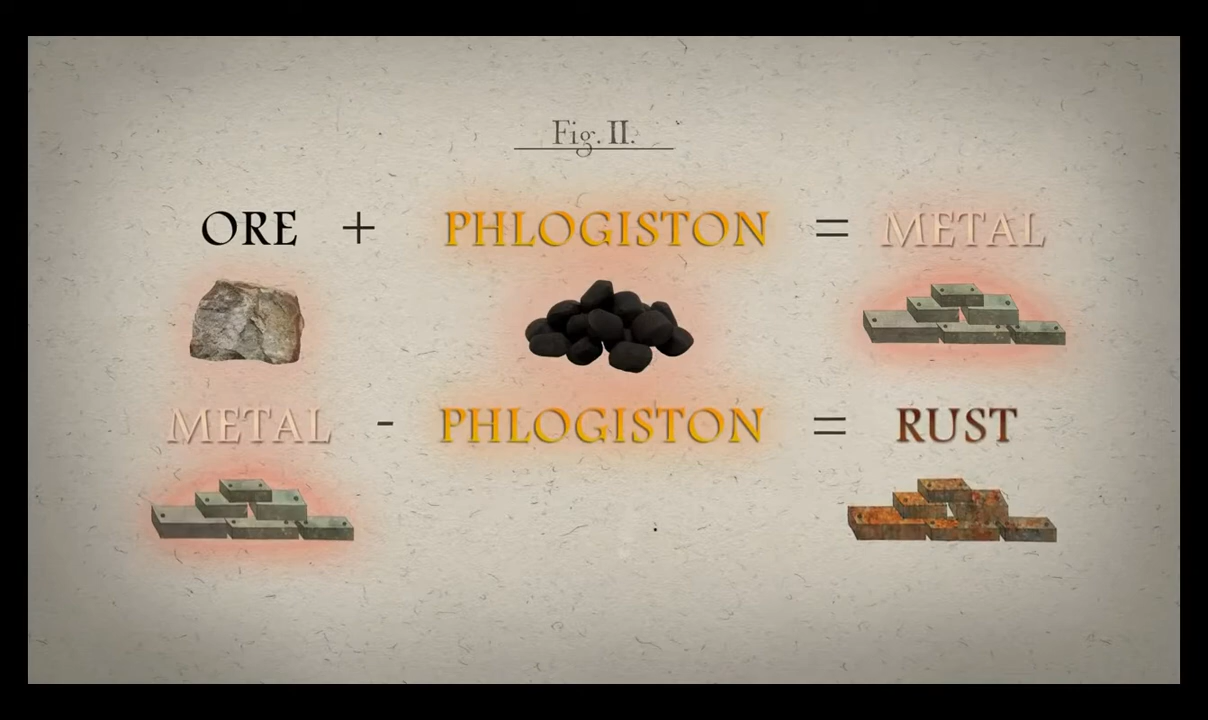 Fig. II.
ORE + PHLOGISTON = METAL
METAL - PHLOGISTON = RUST